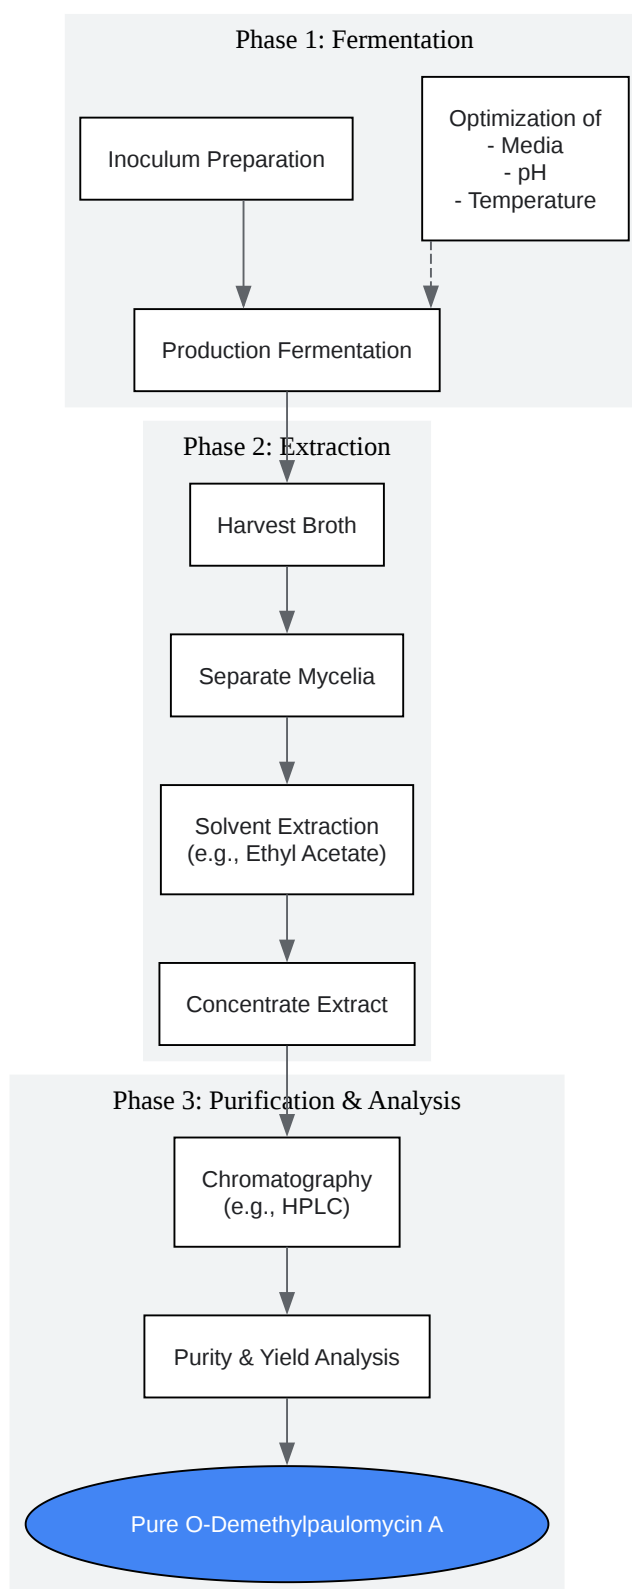 Phase 1: Fermentation
Inoculum Preparation
Optimization of
- Media
- pH
- Temperature
Production Fermentation
Phase 2: Extraction
Harvest Broth
Separate Mycelia
Solvent Extraction
(e.g., Ethyl Acetate)
Concentrate Extract
Phase 3: Purification & Analysis
Chromatography
(e.g., HPLC)
Purity & Yield Analysis
Pure O-Demethylpaulomycin A